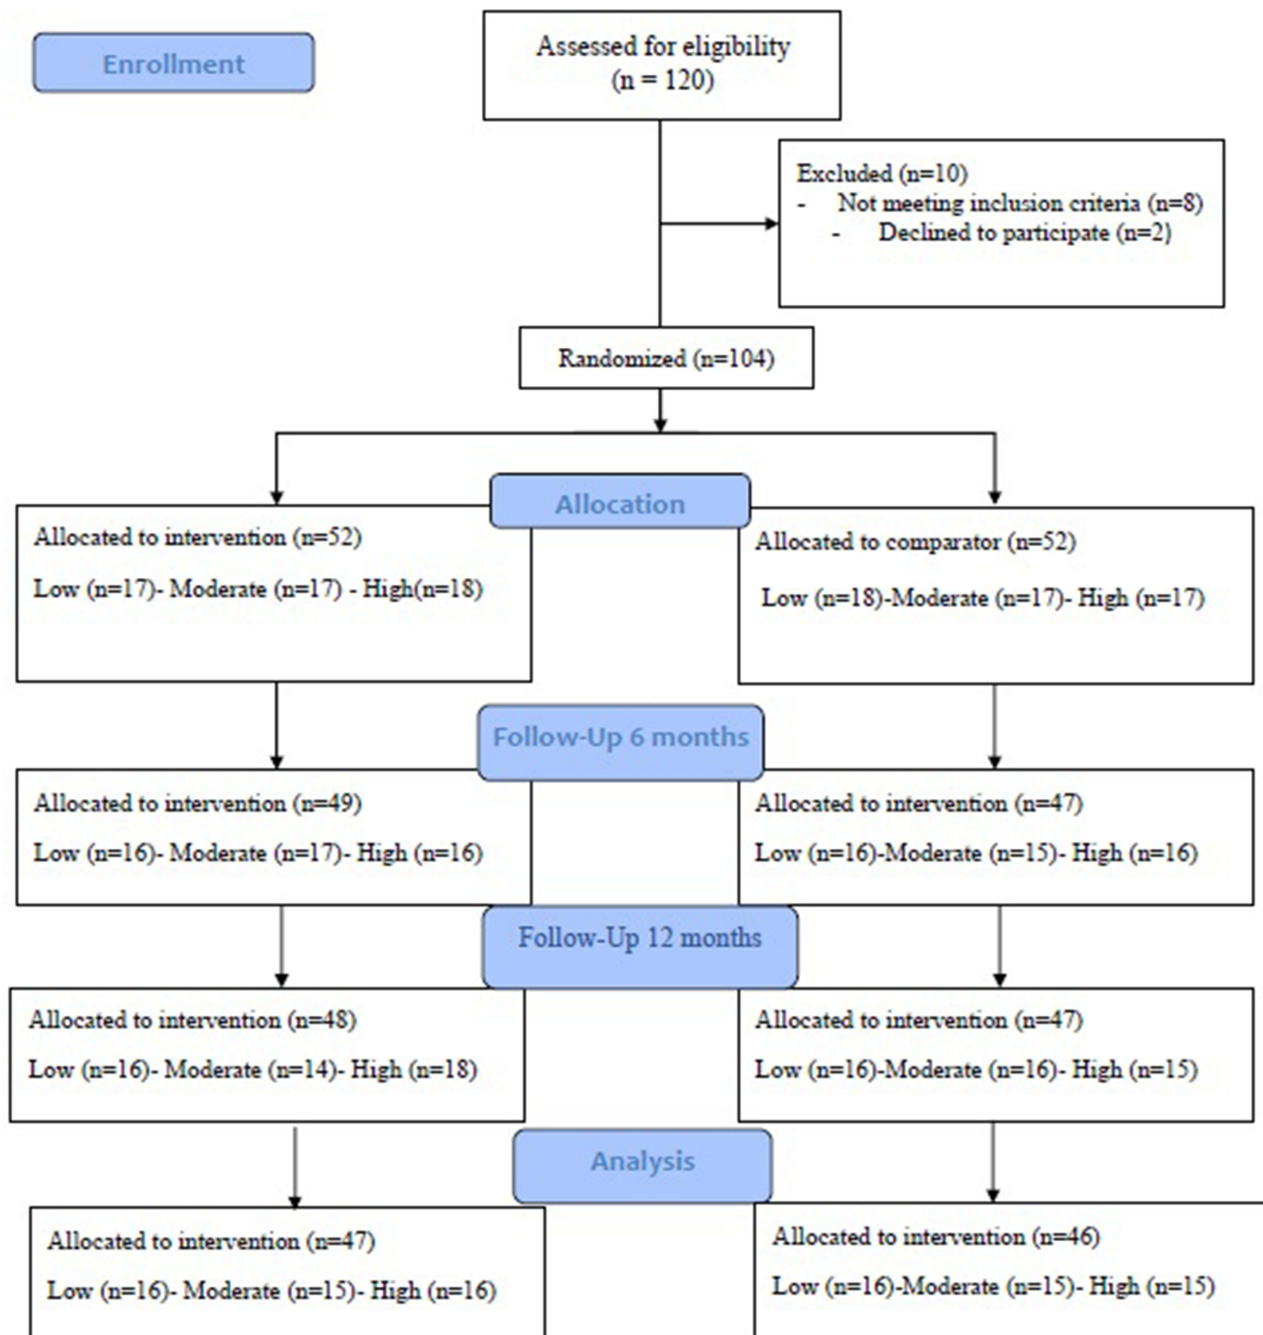 Enrollment
Assessed for eligibility
(n = 120)
Excluded (n=10)
- Not meeting inclusion criteria (n=8)
- Declined to participate (n=2)
Randomized (n=104)
Allocation
Allocated to intervention (n=52)
Low (n=17)- Moderate (n=17) - High(n=18)
Allocated to comparator (n=52)
Low (n=18)-Moderate (n=17)- High (n=17)
Follow-Up 6 months
Allocated to intervention (n=49)
Low (n=16)- Moderate (n=17)- High (n=16)
Allocated to intervention (n=47)
Low (n=16)-Moderate (n=15)- High (n=16)
Follow-Up 12 months
Allocated to intervention (n=48)
Low (n=16)- Moderate (n=14)- High (n=18)
Allocated to intervention (n=47)
Low (n=16)-Moderate (n=16)- High (n=15)
Analysis
Allocated to intervention (n=47)
Low (n=16)- Moderate (n=15)- High (n=16)
Allocated to intervention (n=46)
Low (n=16)-Moderate (n=15)- High (n=15)